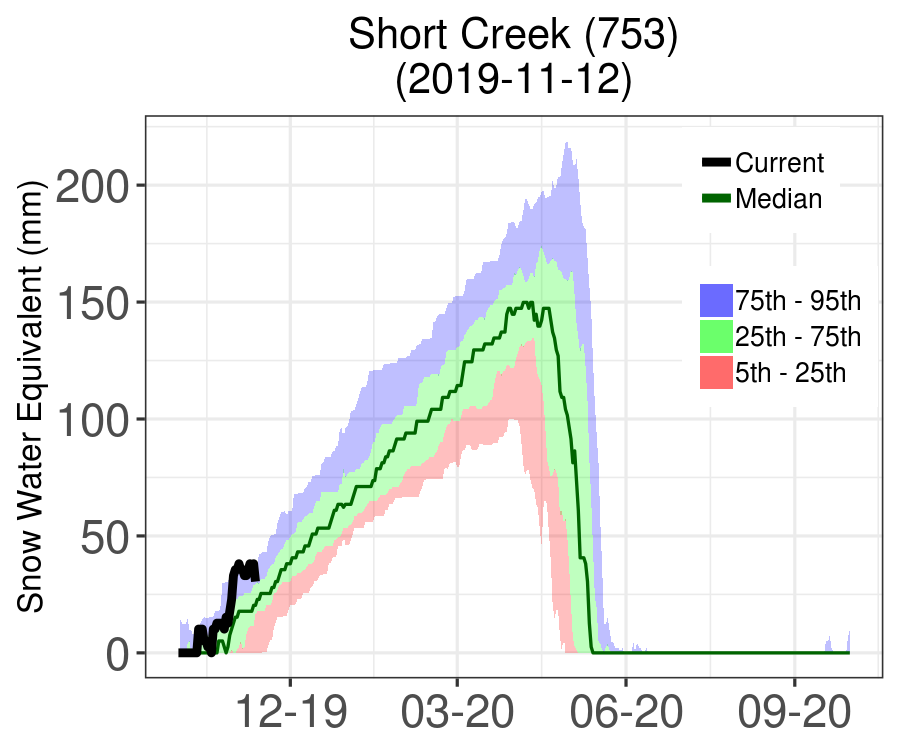 Short Creek (753)
(2019-11-12)
Snow Water Equivalent (mm)
200
150
100
50
0
Current
Median
75th - 95th
25th - 75th
5th - 25th
12-19
03-20
06-20
09-20